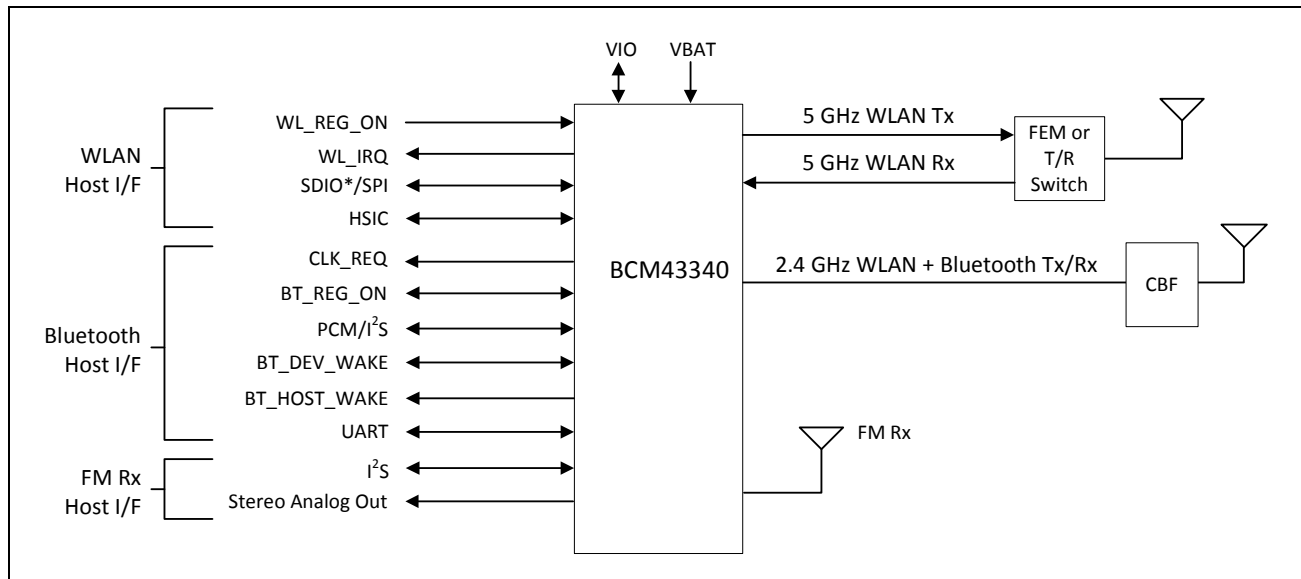 VIO
VBAT
WLAN
Host I/F
WL_REG_ON
WL_IRQ
SDIO*/SPI
HSIC
Bluetooth
Host I/F
CLK_REQ
BT_REG_ON
PCM/I²S
BT_DEV_WAKE
BT_HOST_WAKE
UART
FM Rx
Host I/F
I²S
Stereo Analog Out
BCM43340
5 GHz WLAN Tx
5 GHz WLAN Rx
FEM or
T/R
Switch
2.4 GHz WLAN + Bluetooth Tx/Rx
CBF
FM Rx